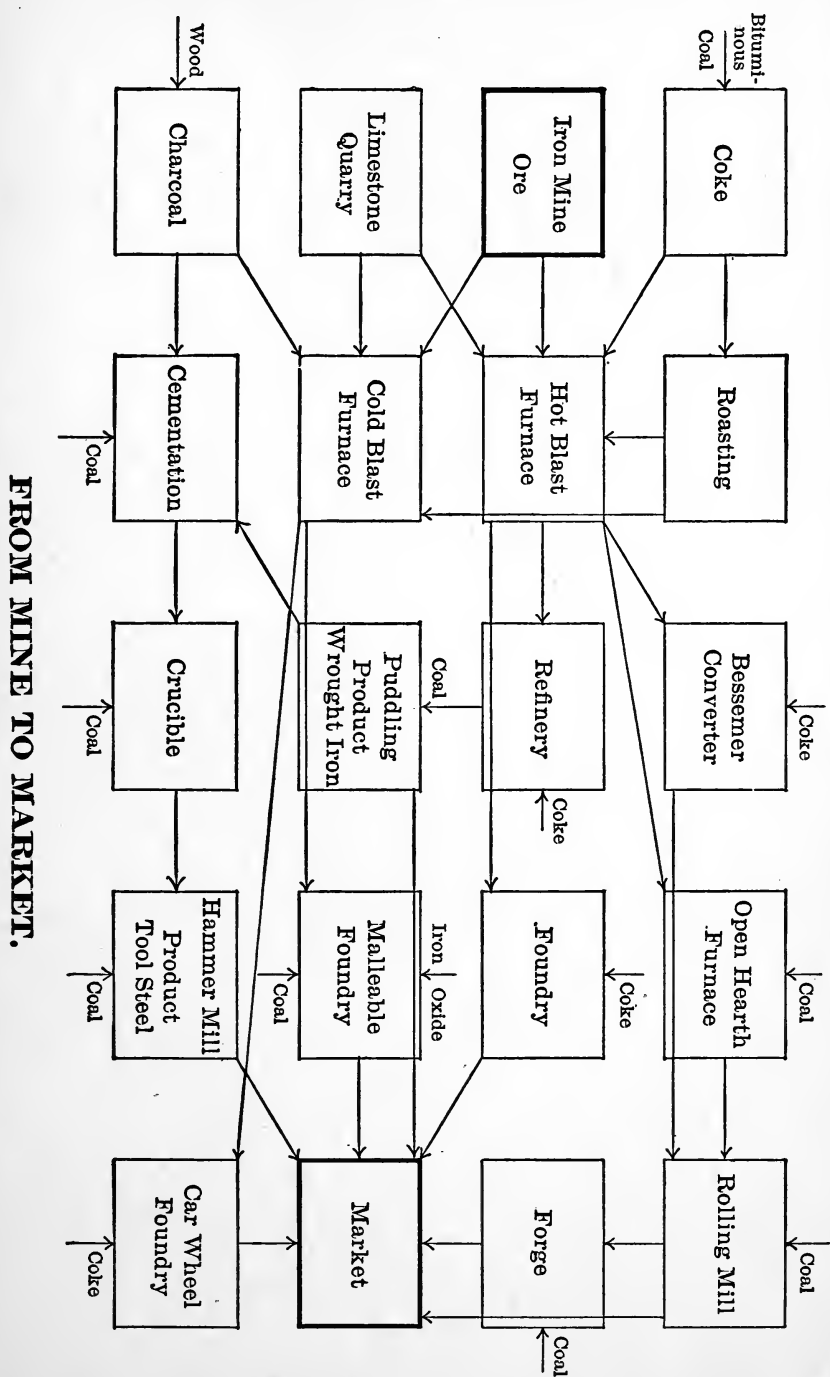 Coke
Coal
Coal
Bitumi-
nous
Coal
Coke
Roasting
Bessemer
Converter
Open Hearth
Furnace
Rolling Mill
Coke
Iron Mine
Ore
Hot Blast
Furnace
Refinery
Coke
Foundry
Forge
Coal
Coal
Iron Oxide
Limestone
Quarry
Cold Blast
Furnace
Puddling
Product
Wrought Iron
Malleable
Foundry
Market
Coal
Wood
Charcoal
Cementation
Crucible
Hammer Mill
Product
Tool Steel
Car Wheel
Foundry
Coal
Coal
Coal
Coke
FROM MINE TO MARKET.